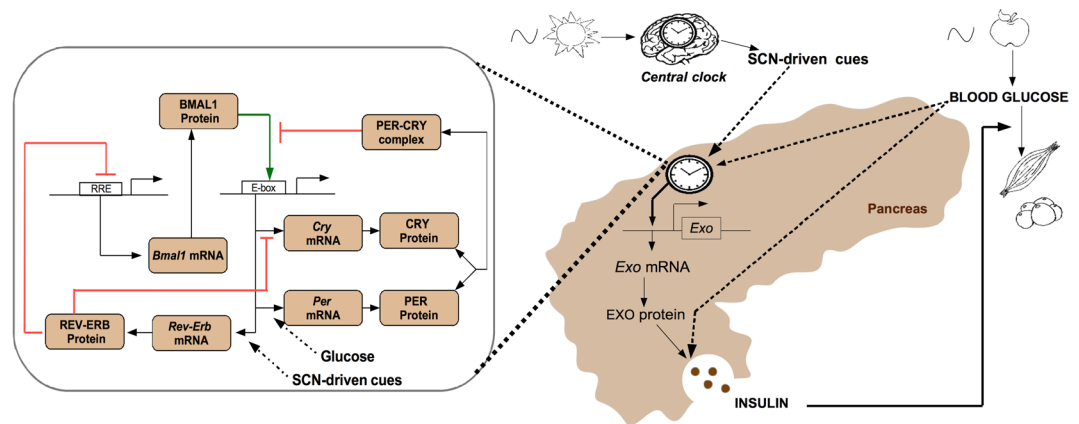 BMAL1
Protein
PER-CRY
complex
RRE
E-box
Bmal1 mRNA
Cry
mRNA
CRY
Protein
Per
mRNA
PER
Protein
REV-ERB
Protein
Rev-Erb
mRNA
Glucose
SCN-driven cues
Central clock
SCN-driven cues
BLOOD GLUCOSE
Pancreas
Exo
Exo mRNA
EXO protein
INSULIN